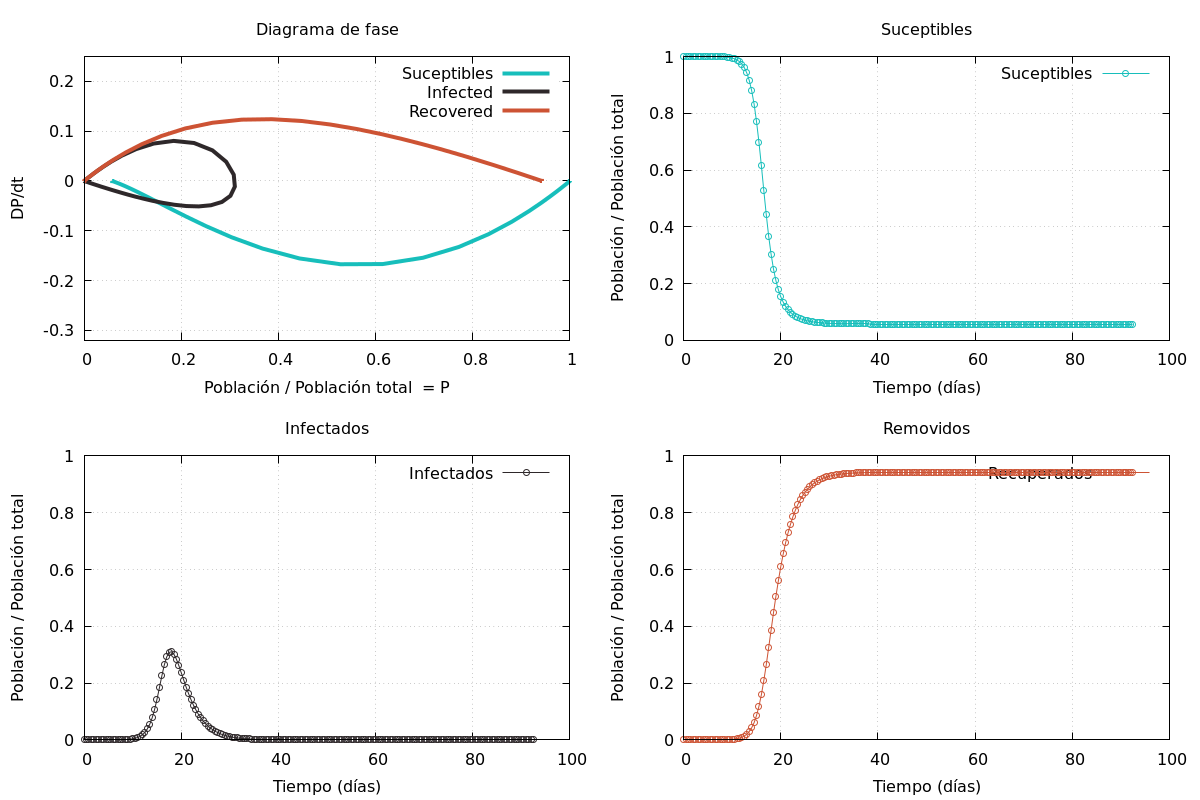 Diagrama de fase
Suceptibles
Infected
Recovered
0.2
0.1
0
-0.1
-0.2
-0.3
DP/dt
0 0.2 0.4 0.6 0.8 1
Población / Población total = P
Suceptibles
Suceptibles
1
0.8
0.6
0.4
0.2
0
Población / Población total
0 20 40 60 80 100
Tiempo (días)
Infectados
Infectados
1
0.8
0.6
0.4
0.2
0
Población / Población total
0 20 40 60 80 100
Tiempo (días)
Removidos
Recuperados
1
0.8
0.6
0.4
0.2
0
Población / Población total
0 20 40 60 80 100
Tiempo (días)